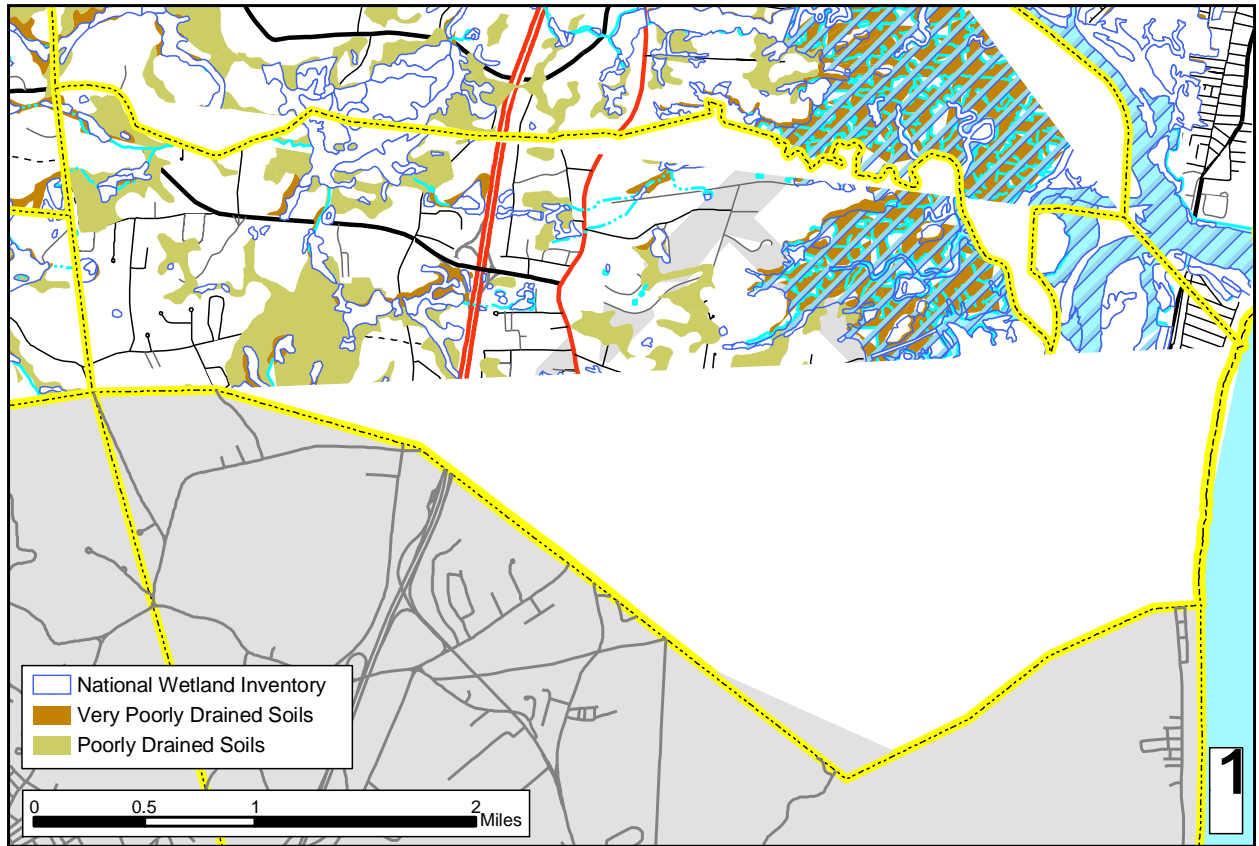 National Wetland Inventory
Very Poorly Drained Soils
Poorly Drained Soils
0 0.5 1 2 Miles
1